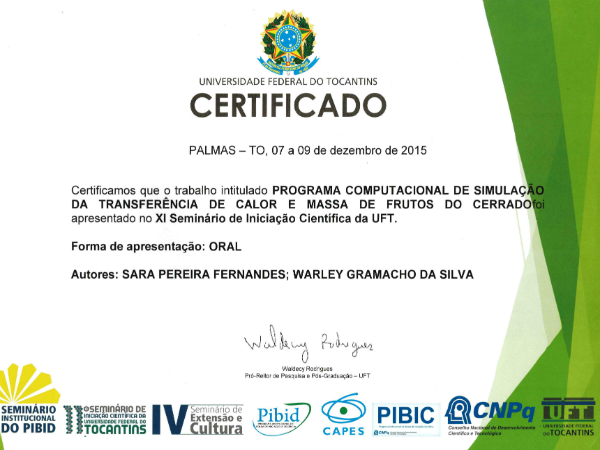 UNIVERSIDADE FEDERAL DO TOCANTINS
CERTIFICADO
PALMAS – TO, 07 a 09 de dezembro de 2015
Certificamos que o trabalho intitulado PROGRAMA COMPUTACIONAL DE SIMULAÇÃO
DA TRANSFERÊNCIA DE CALOR E MASSA DE FRUTOS DO CERRADOfoi
apresentado no XI Seminário de Iniciação Científica da UFT.
Forma de apresentação: ORAL
Autores: SARA PEREIRA FERNANDES; WARLEY GRAMACHO DA SILVA
Waldecy Rodrigues
Waldecy Rodrigues
Pró-Reitor de Pesquisa e Pós-Graduação – UFT
SEMINÁRIO
INSTITUCIONAL
DO PIBID
11º SEMINÁRIO DE
INICIAÇÃO CIENTÍFICA DA
UNIVERSIDADE FEDERAL DO
TOCANTINS
IV Seminário de
Extensão e
Cultura
Pibid
CAPES
PIBIC
CNPq
CNPq
Conselho Nacional de Desenvolvimento
Científico e Tecnológico
UFT
UNIVERSIDADE FEDERAL
DO TOCANTINS